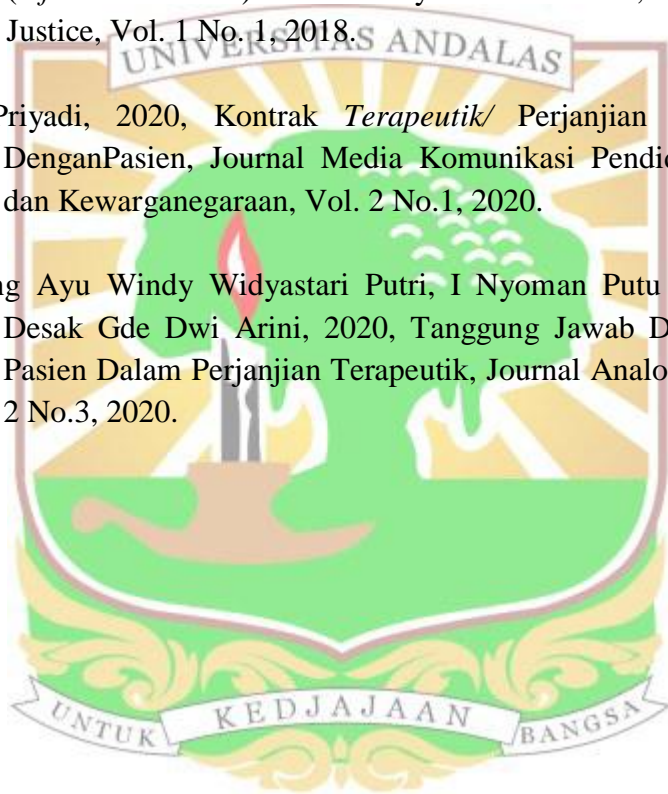 Justice, Vol. 1 No. 1, 2018.
UNIVERSITAS ANDALAS
Priyadi, 2020, Kontrak Terapeutik/ Perjanjian
DenganPasien, Journal Media Komunikasi Pendi
dan Kewarganegaraan, Vol. 2 No.1, 2020.
ng Ayu Windy Widyastari Putri, I Nyoman Putu
Desak Gde Dwi Arini, 2020, Tanggung Jawab D
Pasien Dalam Perjanjian Terapeutik, Journal Analo
2 No.3, 2020.
UNTUK KEDJAJAAN BANGSA